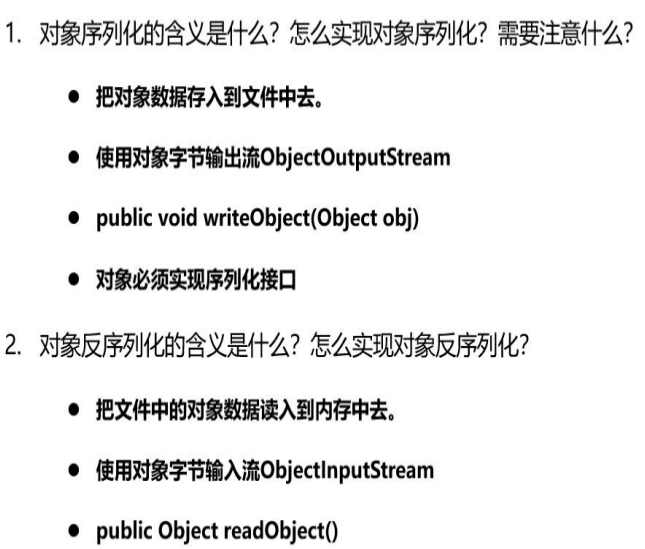 1. 对象序列化的含义是什么？怎么实现对象序列化？需要注意什么？
● 把对象数据存入到文件中去。
● 使用对象字节输出流ObjectOutputStream
● public void writeObject(Object obj)
● 对象必须实现序列化接口
2. 对象反序列化的含义是什么？怎么实现对象反序列化？
● 把文件中的对象数据读入到内存中去。
● 使用对象字节输入流ObjectInputStream
● public Object readObject()